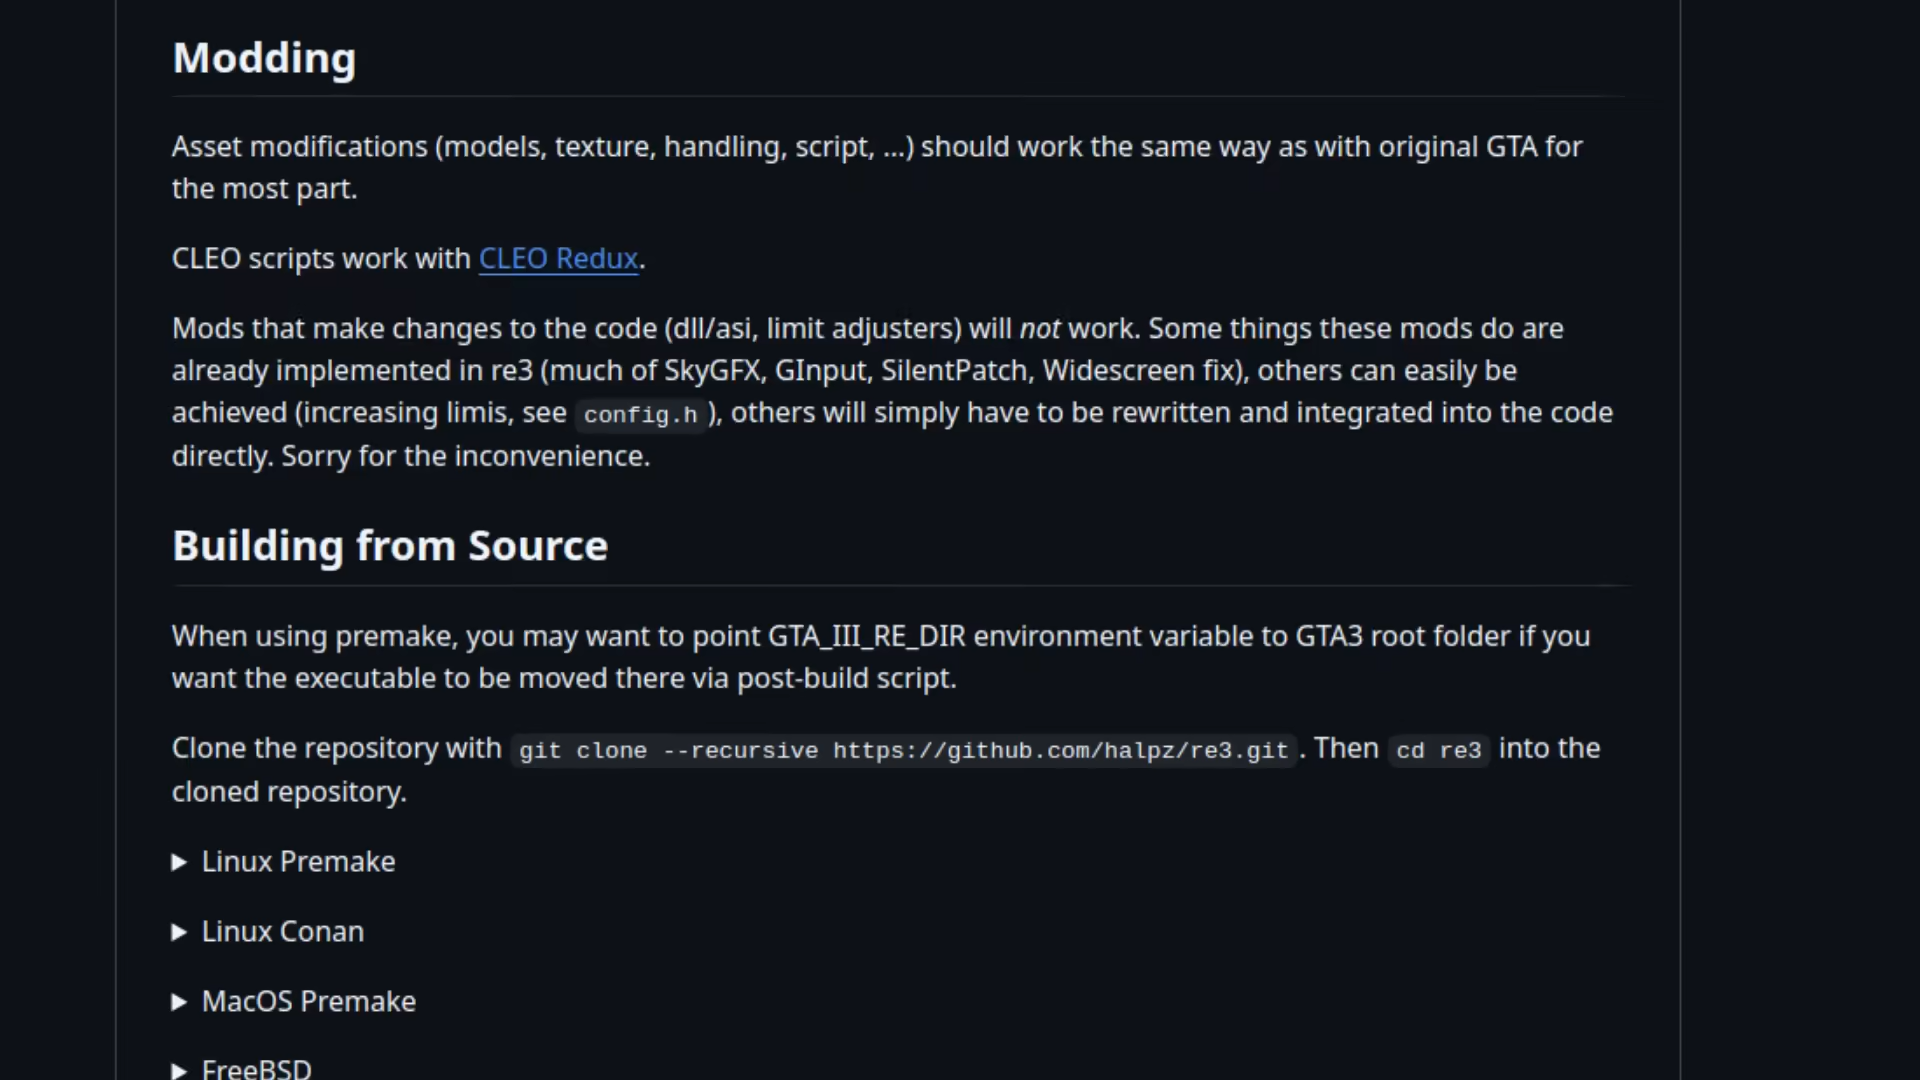 Modding
Asset modifications (models, texture, handling, script, ...) should work the same way as with original GTA for
the most part.
CLEO scripts work with CLEO Redux.
Mods that make changes to the code (dll/asi, limit adjusters) will not work. Some things these mods do are
already implemented in re3 (much of SkyGFX, GInput, SilentPatch, Widescreen fix), others can easily be
achieved (increasing limis, see config.h), others will simply have to be rewritten and integrated into the code
directly. Sorry for the inconvenience.
Building from Source
When using premake, you may want to point GTA_III_RE_DIR environment variable to GTA3 root folder if you
want the executable to be moved there via post-build script.
Clone the repository with git clone --recursive https://github.com/halpz/re3.git. Then cd re3 into the
cloned repository.
Linux Premake
Linux Conan
MacOS Premake
FreeBSD